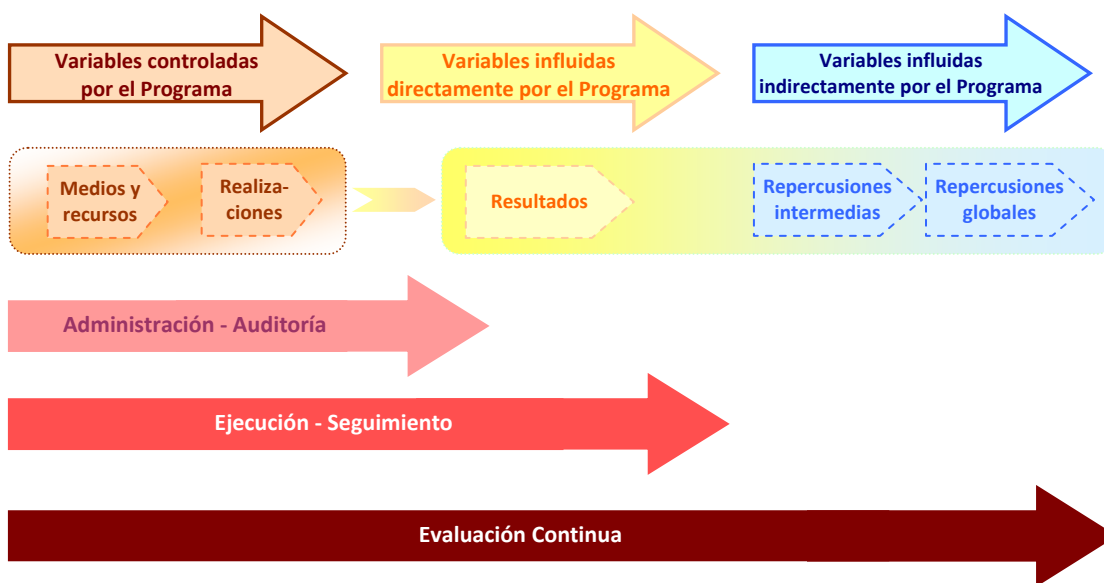 Variables controladas
por el Programa
Variables influidas
directamente por el Programa
Variables influidas
indirectamente por el Programa
Medios y
recursos
Realiza-
ciones
Resultados
Repercusiones
intermedias
Repercusiones
globales
Administración - Auditoría
Ejecución - Seguimiento
Evaluación Continua